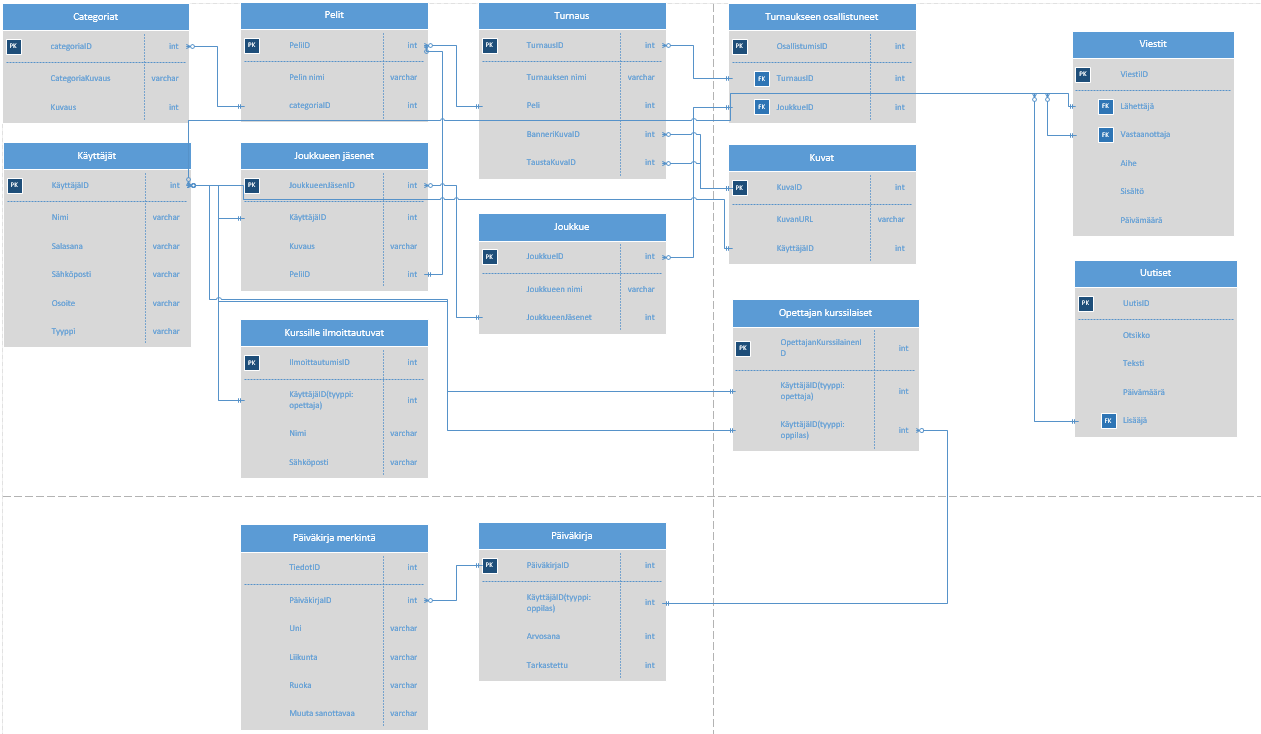 Categoriat
PK categoriaID int
CategoriaKuvaus varchar
Kuvaus int
Pelit
PK PeliID int
Pelin nimi varchar
categoriaID int
Turnaus
PK TurnausID int
Turnauksen nimi varchar
Peli int
BanneriKuvaID int
TaustaKuvaID int
Turnaukseen osallistuneet
PK OsallistumisID int
FK TurnausID int
FK JoukkueID int
Viestit
PK ViestiID
FK Lähettäjä
FK Vastaanottaja
Aihe
Sisältö
Päivämäärä
Käyttäjät
PK KäyttäjäID int
Nimi varchar
Salasana varchar
Sähköposti varchar
Osoite varchar
Tyyppi varchar
Joukkueen jäsenet
PK JoukkueenJäsenID int
KäyttäjäID int
Kuvaus varchar
PeliID int
Joukkue
PK JoukkueID int
Joukkueen nimi varchar
JoukkueenJäsenet int
Kuvat
PK KuvaID int
KuvanURL varchar
KäyttäjäID int
Uutiset
PK UutisID
Otsikko
Teksti
Päivämäärä
FK Lisääjä
Kurssille ilmoittautuvat
PK IlmoittautumisID int
KäyttäjäID(tyyppi:
opettaja) int
Nimi varchar
Sähköposti varchar
Opettajan kurssilaiset
PK OpettajanKurssilainenI
D int
KäyttäjäID(tyyppi:
opettaja) int
KäyttäjäID(tyyppi:
oppilas) int
Päiväkirja merkintä
TiedotID int
PäiväkirjaID int
Uni varchar
Liikunta varchar
Ruoka varchar
Muuta sanottavaa varchar
Päiväkirja
PK PäiväkirjaID int
KäyttäjäID(tyyppi:
oppilas) int
Arvosana int
Tarkastettu int